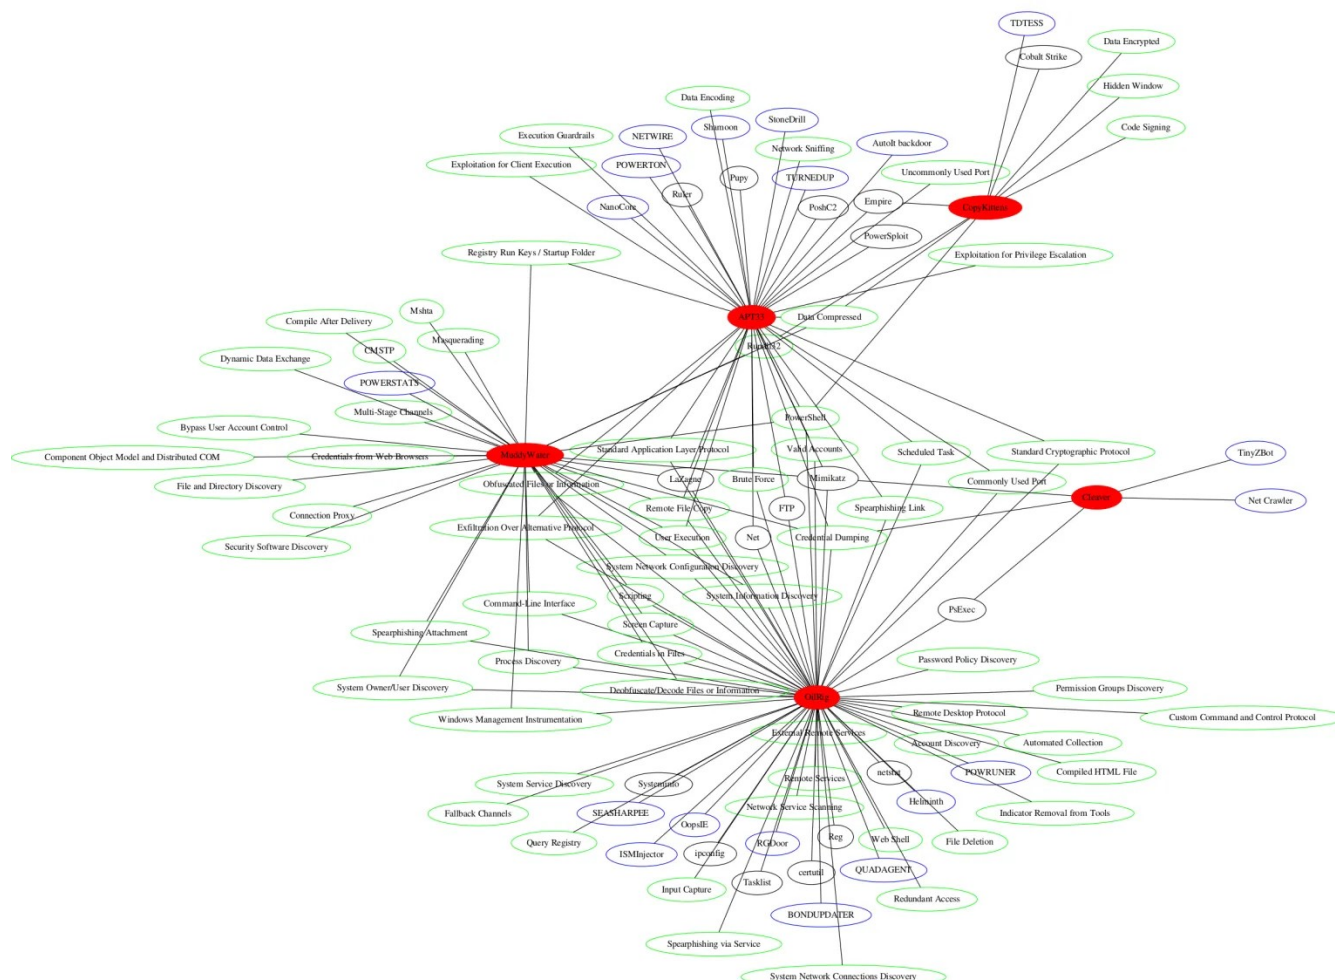 TDTESS
Data Encrypted
Cobalt Strike
Hidden Window
Data Encoding
StoneDrill
Code Signing
Shamoon
Execution Guardrails
NETWIRE
AutoIt backdoor
Network Sniffing
Exploitation for Client Execution
POWERTON
Uncommonly Used Port
Pupy
TURNEDUP
Ruler
Empire
NanoCore
PoshC2
CopyKittens
PowerSploit
Registry Run Keys / Startup Folder
Exploitation for Privilege Escalation
Mshta
APT33
Data Compressed
Compile After Delivery
Masquerading
Rundll32
CMSTP
Dynamic Data Exchange
POWERSTATS
Multi-Stage Channels
PowerShell
Bypass User Account Control
Standard Application Layer Protocol
Valid Accounts
Scheduled Task
Standard Cryptographic Protocol
TinyZBot
Component Object Model and Distributed COM
Credentials from Web Browsers
MuddyWater
LaZagne
Brute Force
Mimikatz
Commonly Used Port
File and Directory Discovery
Obfuscated Files or Information
Cleaver
Net Crawler
Connection Proxy
Remote File Copy
FTP
Spearphishing Link
Exfiltration Over Alternative Protocol
User Execution
Net
Credential Dumping
Security Software Discovery
System Network Configuration Discovery
Command-Line Interface
Scripting
System Information Discovery
PsExec
Screen Capture
Spearphishing Attachment
Process Discovery
Credentials in Files
Password Policy Discovery
System Owner/User Discovery
Deobfuscate/Decode Files or Information
OilRig
Permission Groups Discovery
Windows Management Instrumentation
Remote Desktop Protocol
Custom Command and Control Protocol
External Remote Services
Account Discovery
Automated Collection
System Service Discovery
Systeminfo
Remote Services
netstat
POWRUNER
Compiled HTML File
Fallback Channels
SEASHARPEE
Network Service Scanning
Helminth
Indicator Removal from Tools
OopsIE
Query Registry
ISMInjector
ipconfig
RGDoor
Reg
Web Shell
File Deletion
Input Capture
Tasklist
certutil
QUADAGENT
Redundant Access
BONDUPDATER
Spearphishing via Service
System Network Connections Discovery